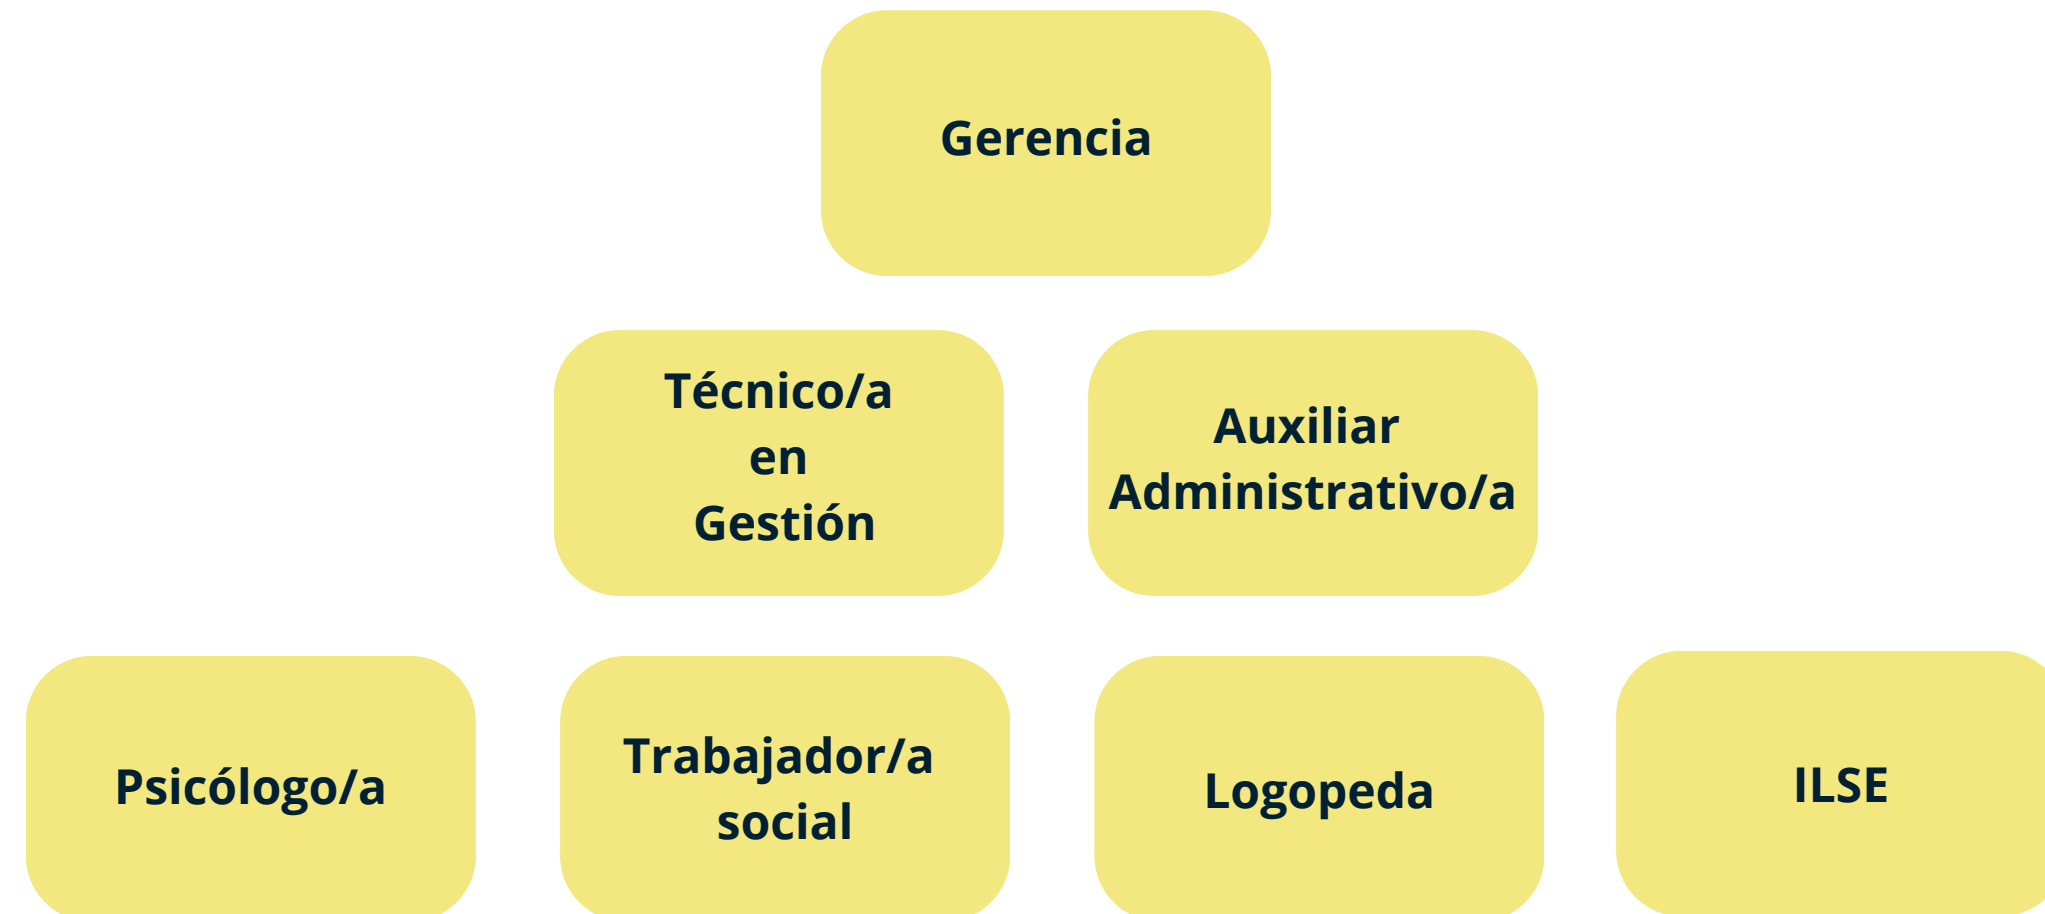 Gerencia
Técnico/a
en
Gestión
Auxiliar
Administrativo/a
Psicólogo/a
Trabajador/a
social
Logopeda
ILSE